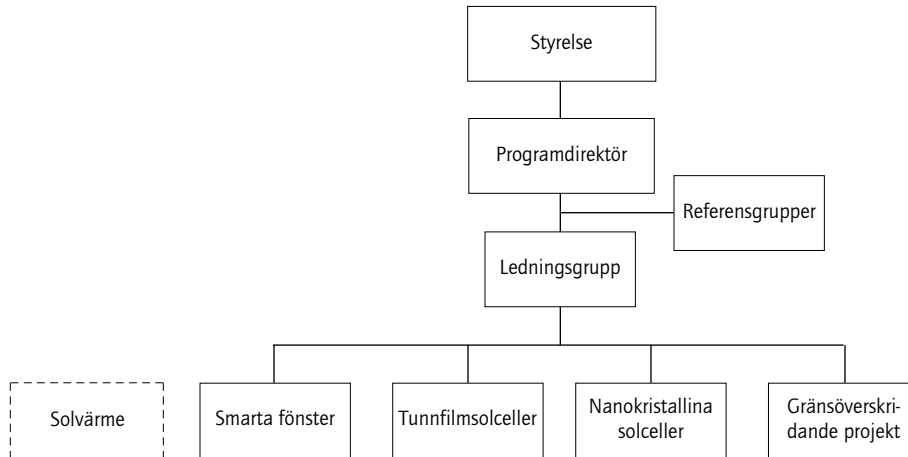 Styrelse
Programdirektör
Referensgrupper
Ledningsgrupp
Solvärme
Smarta fönster
Tunnfilmsolceller
Nanokristallina
solceller
Gränsöverskri-
dande projekt